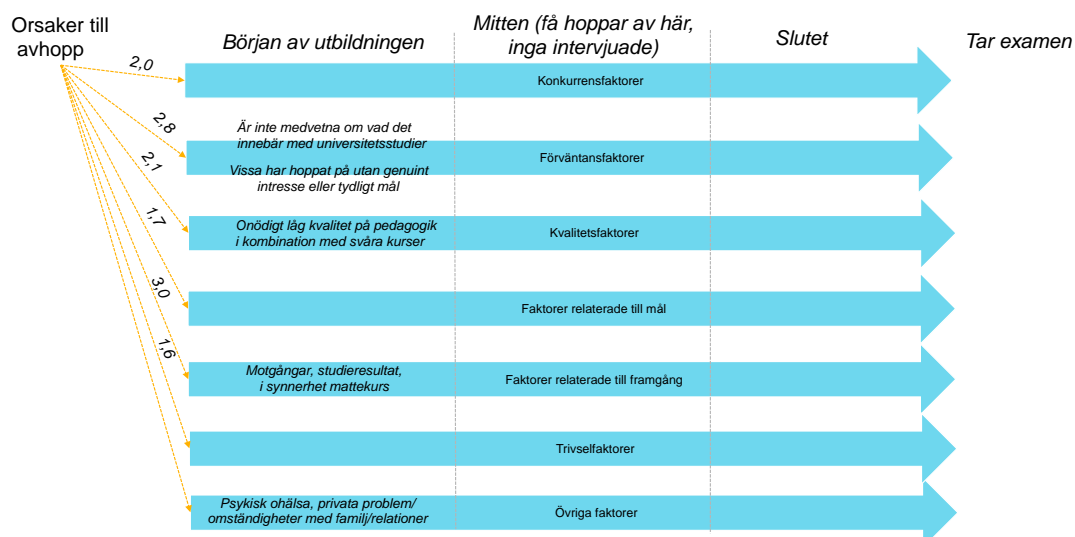 Orsaker till
avhopp
Början av utbildningen
Mitten (få hoppar av här,
inga intervjuade)
Slutet
Tar examen
2,0
Konkurrensfaktorer
2,8
Är inte medvetna om vad det
innebär med universitetsstudier
Vissa har hoppat på utan genuint
intresse eller tydligt mål
Förväntansfaktorer
2,1
Onödigt låg kvalitet på pedagogik
i kombination med svåra kurser
Kvalitetsfaktorer
1,7
Faktorer relaterade till mål
3,0
Motgångar, studieresultat,
i synnerhet mattekurs
Faktorer relaterade till framgång
1,6
Trivselfaktorer
Psykisk ohälsa, privata problem/
omständigheter med familj/relationer
Övriga faktorer